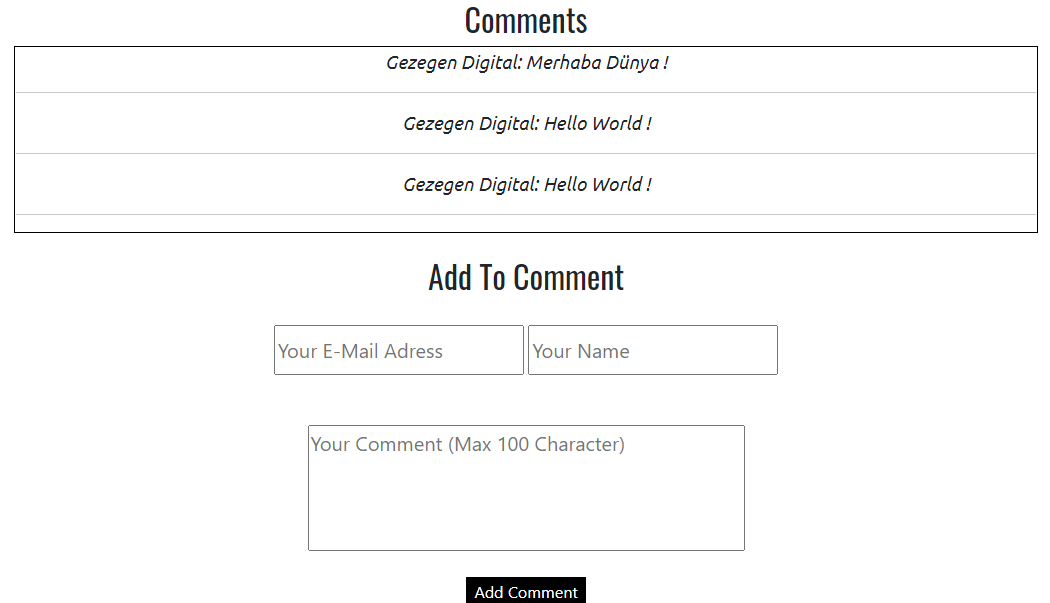 Comments
Gezegen Digital: Merhaba Dünya !
Gezegen Digital: Hello World !
Gezegen Digital: Hello World !
Add To Comment
Your E-Mail Adress Your Name
Your Comment (Max 100 Character)
Add Comment